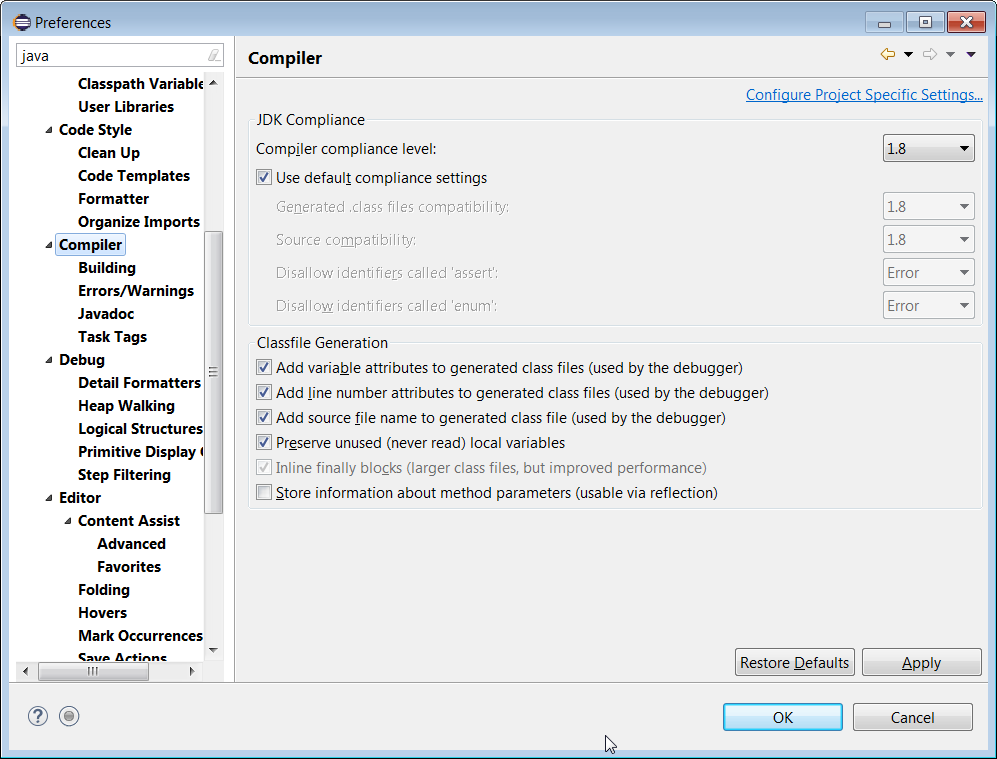 Preferences
java
Classpath Variable
User Libraries
Code Style
Clean Up
Code Templates
Formatter
Organize Imports
Compiler
Building
Errors/Warnings
Javadoc
Task Tags
Debug
Detail Formatters
Heap Walking
Logical Structures
Primitive Display
Step Filtering
Editor
Content Assist
Advanced
Favorites
Folding
Hovers
Mark Occurrences
Save Actions
Compiler
Configure Project Specific Settings...
JDK Compliance
Compiler compliance level: 1.8
Use default compliance settings
Generated .class files compatibility: 1.8
Source compatibility: 1.8
Disallow identifiers called 'assert': Error
Disallow identifiers called 'enum': Error
Classfile Generation
Add variable attributes to generated class files (used by the debugger)
Add line number attributes to generated class files (used by the debugger)
Add source file name to generated class file (used by the debugger)
Preserve unused (never read) local variables
Inline finally blocks (larger class files, but improved performance)
Store information about method parameters (usable via reflection)
Restore Defaults Apply
? OK Cancel